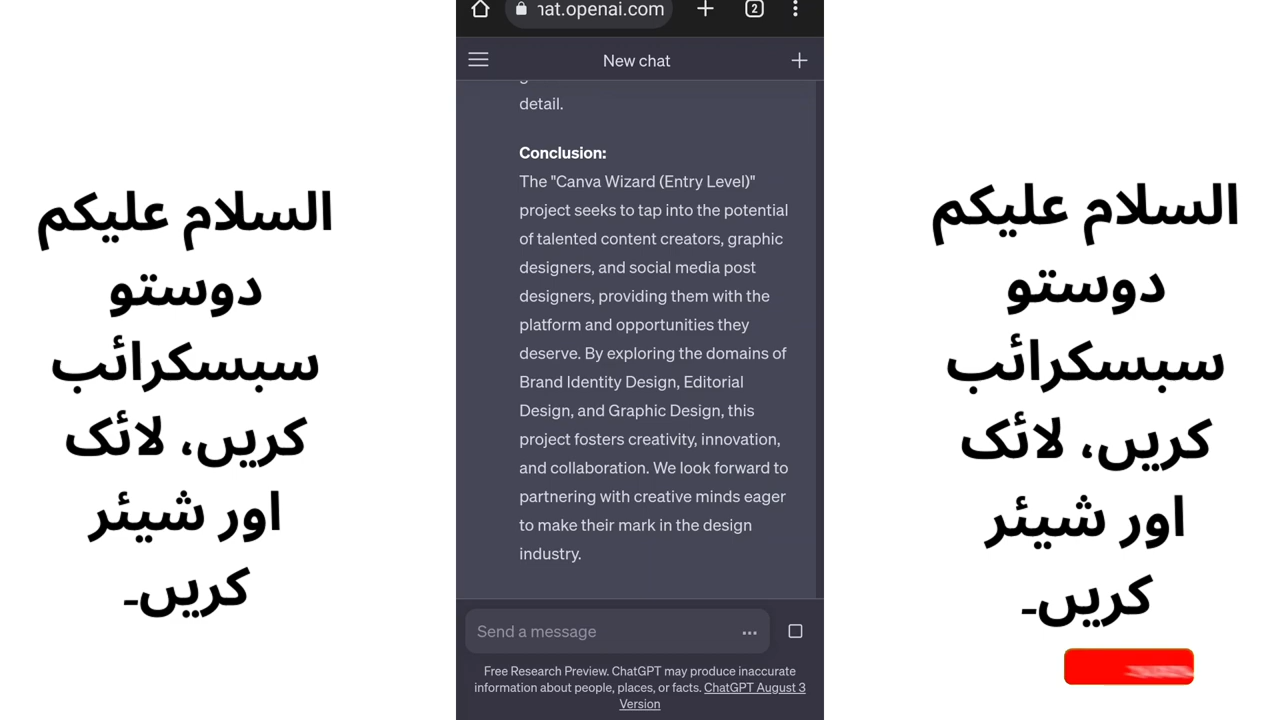 السلام علیکم
دوستو
سبسکرائب
کریں، لائک
اور شیئر
کریں۔
hat.openai.com
2
New chat
detail.
Conclusion:
The "Canva Wizard (Entry Level)"
project seeks to tap into the potential
of talented content creators, graphic
designers, and social media post
designers, providing them with the
platform and opportunities they
deserve. By exploring the domains of
Brand Identity Design, Editorial
Design, and Graphic Design, this
project fosters creativity, innovation,
and collaboration. We look forward to
partnering with creative minds eager
to make their mark in the design
industry.
Send a message
Free Research Preview. ChatGPT may produce inaccurate
information about people, places, or facts. ChatGPT August 3
Version
السلام علیکم
دوستو
سبسکرائب
کریں، لائک
اور شیئر
کریں۔